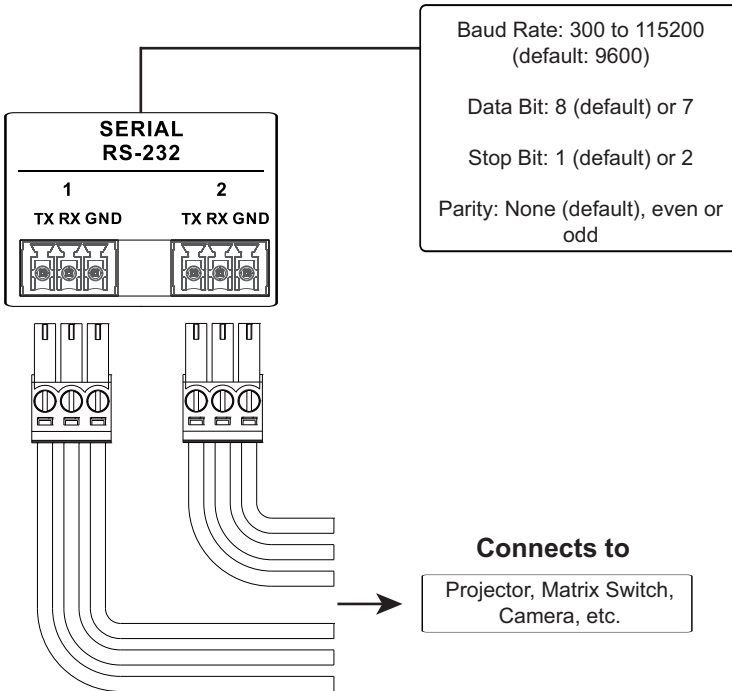 Baud Rate: 300 to 115200
(default: 9600)
Data Bit: 8 (default) or 7
Stop Bit: 1 (default) or 2
Parity: None (default), even or
odd
SERIAL
RS-232
1 2
TX RX GND TX RX GND
Connects to
Projector, Matrix Switch,
Camera, etc.